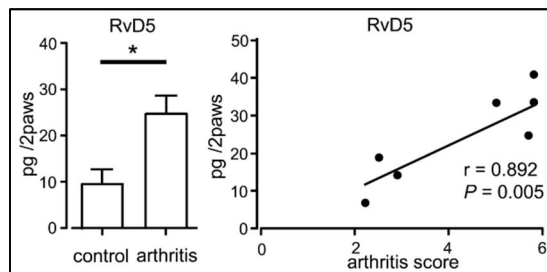 RvD5
pg /2paws
40
30
20
10
0
*
control arthritis
RvD5
pg /2paws
50
40
30
20
10
0
r = 0.892
P = 0.005
0 2 4 6
arthritis score